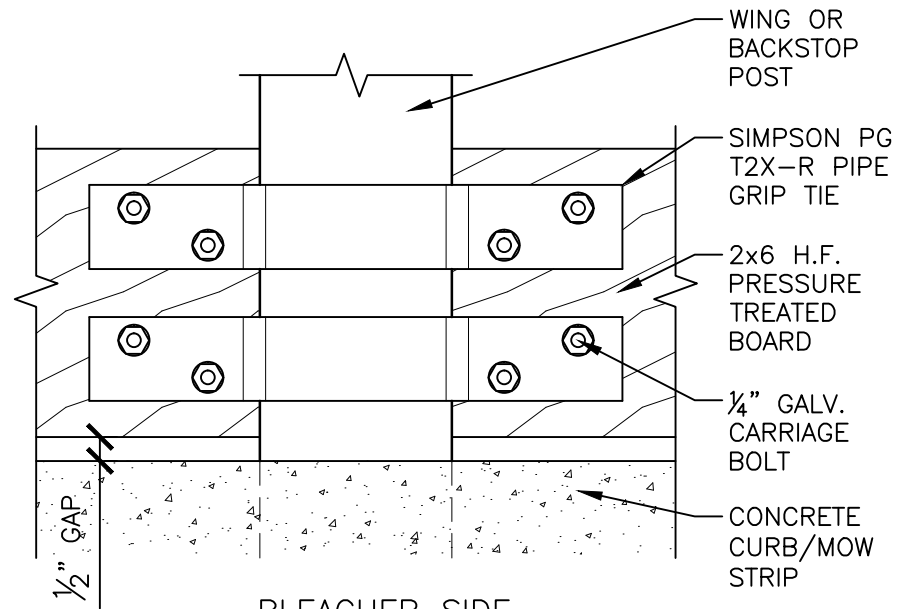 WING OR
BACKSTOP
POST
SIMPSON PG
T2X-R PIPE
GRIP TIE
2x6 H.F.
PRESSURE
TREATED
BOARD
¼" GALV.
CARRIAGE
BOLT
CONCRETE
CURB/MOW
STRIP
½" GAP
BLEACHER SIDE